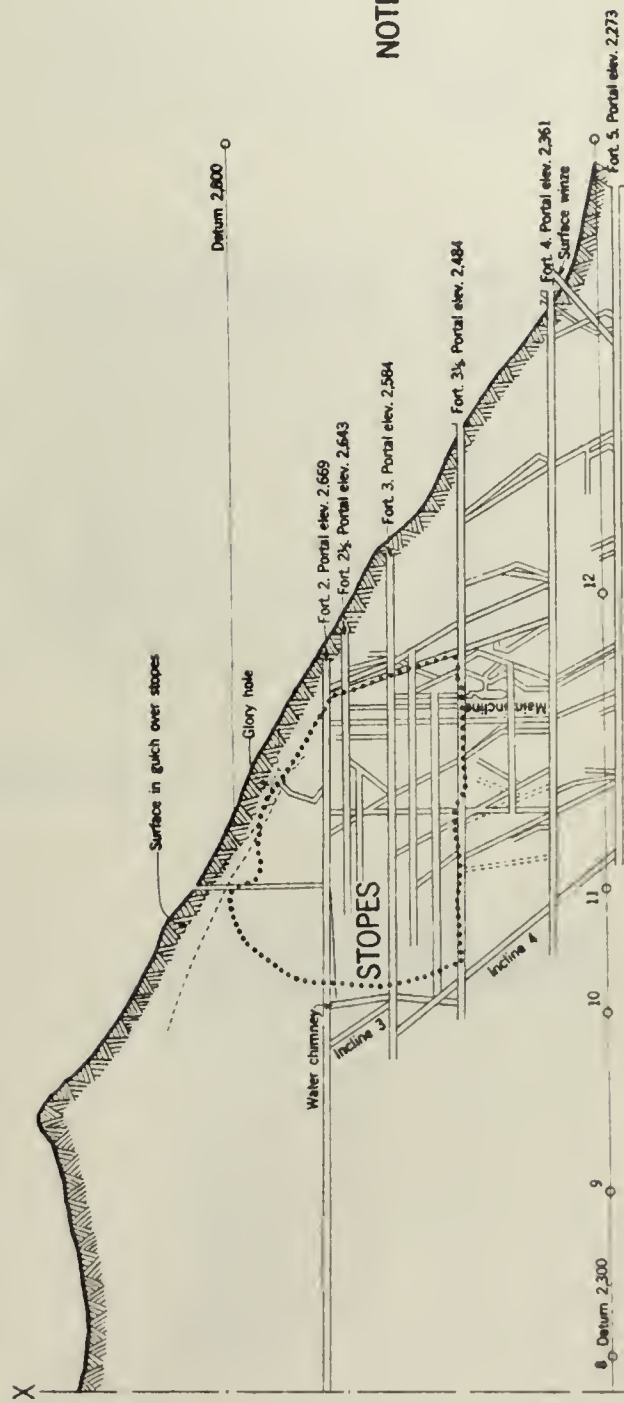 X
NOTE
Datum 2,800
Surface in gulch over stopes
Glory hole
Fort. 2. Portal elev. 2,669
Fort. 2½. Portal elev. 2,643
Fort. 3. Portal elev. 2,584
Fort. 3½. Portal elev. 2,484
Fort. 4. Portal elev. 2,361
Surface winze
Fort. 5. Portal elev. 2,273
STOPES
Water chimney
Incline 3
Incline 4
Main incline
8 Datum 2,300
9
10
11
12